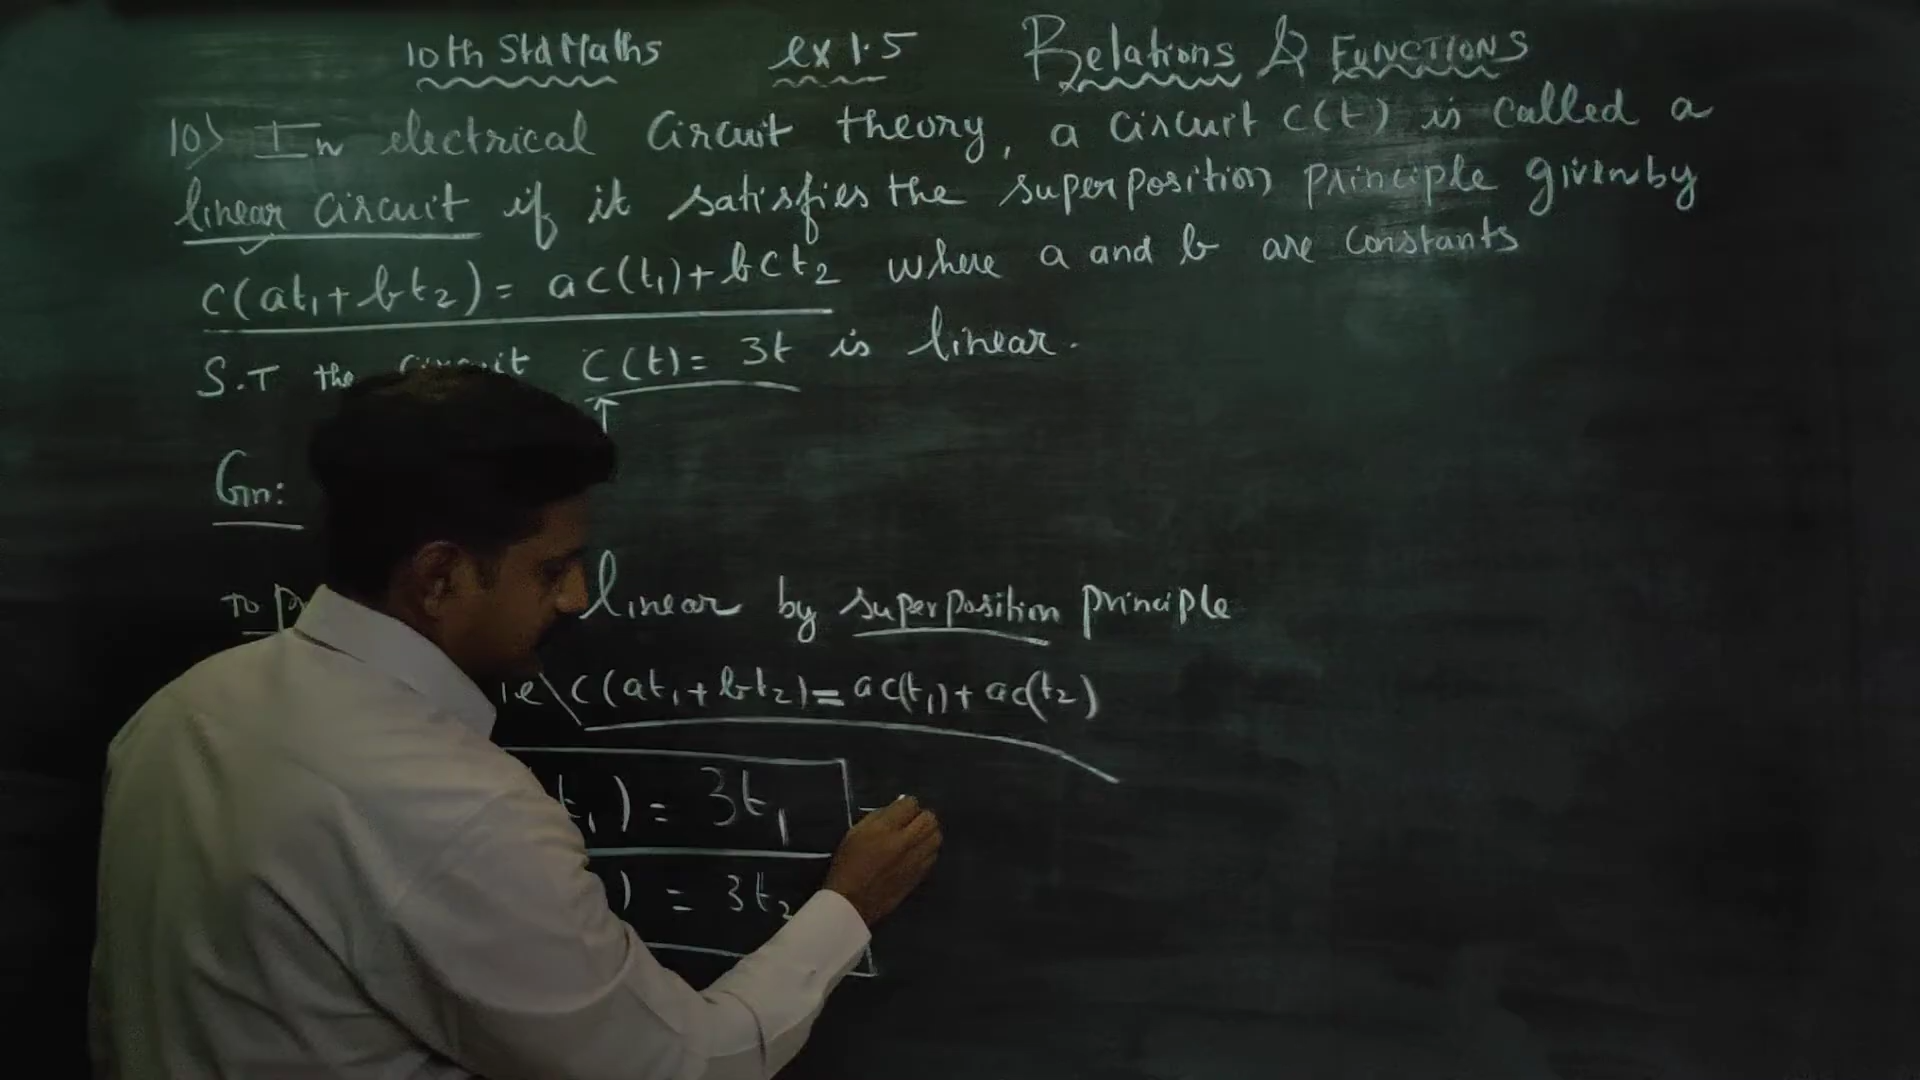 10th Std Maths ex 1.5 Relations & FUNCTIONS
10) In electrical Circuit theory, a circuit C(t) is called a
linear circuit if it satisfies the superposition principle given by
C(at₁+bt₂) = ac(t₁)+bct₂ where a and b are constants
S.T the circuit C(t) = 3t is linear.
Gn:
To linear by superposition principle
ie\ C(at₁+bt₂) = ac(t₁)+ac(t₂)
t₁) = 3t₁
) = 3t₂